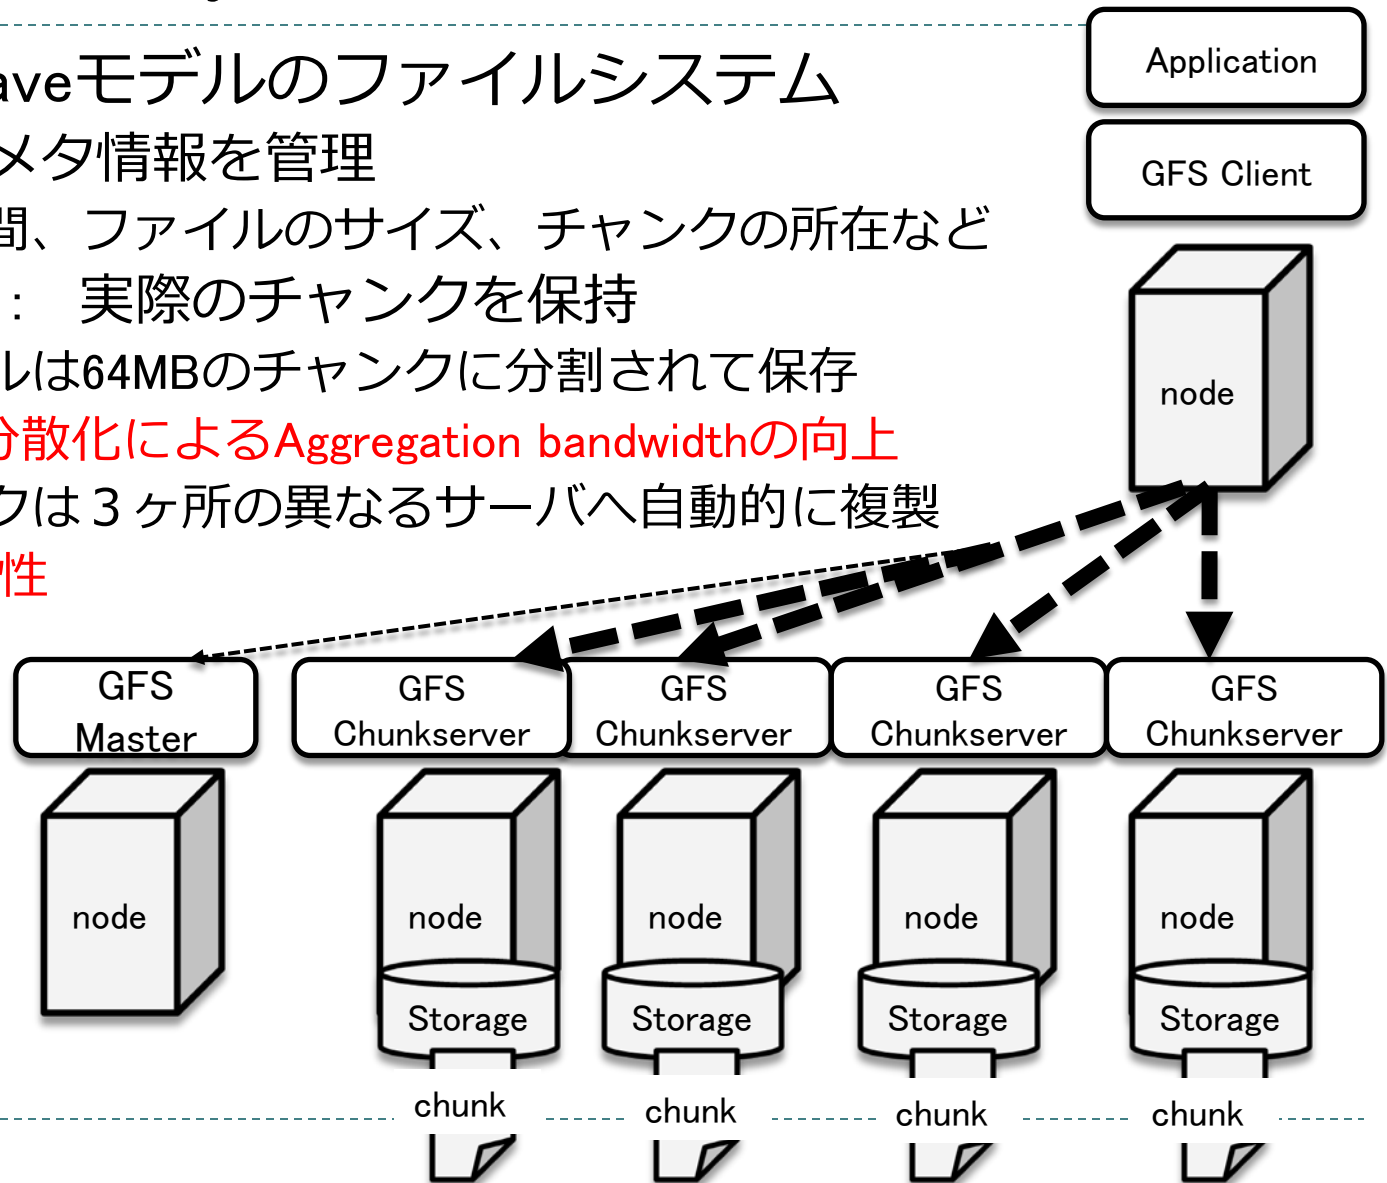 aveモデルのファイルシステム
メタ情報を管理
間、ファイルのサイズ、チャンクの所在など
： 実際のチャンクを保持
ルは64MBのチャンクに分割されて保存
分散化によるAggregation bandwidthの向上
クは３ヶ所の異なるサーバへ自動的に複製
性
Application
GFS Client
node
GFS
Master
GFS
Chunkserver
GFS
Chunkserver
GFS
Chunkserver
GFS
Chunkserver
node
node
node
node
node
Storage
Storage
Storage
Storage
chunk
chunk
chunk
chunk